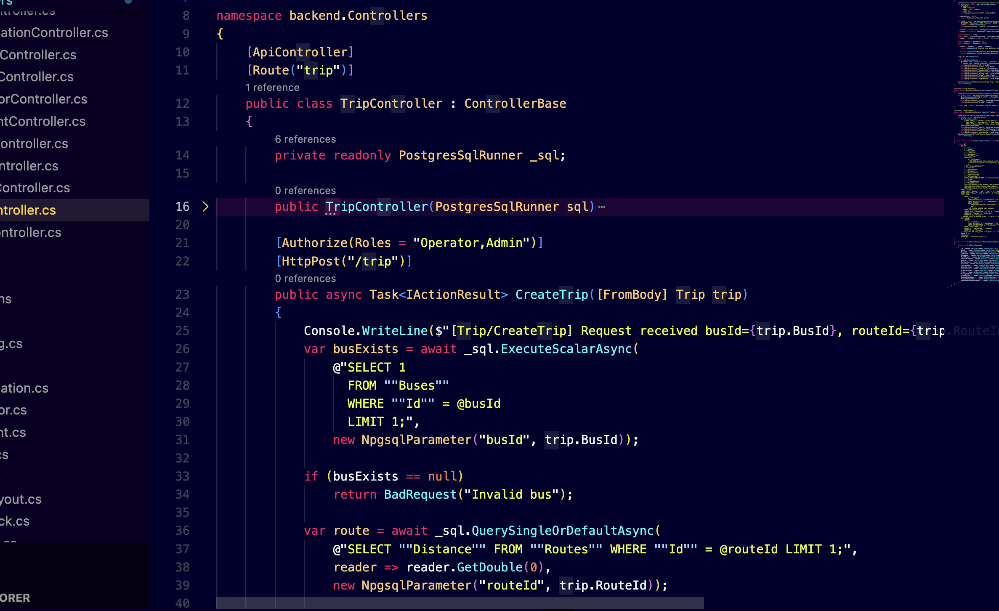 ationController.cs
Controller.cs
Controller.cs
orController.cs
ntController.cs
ontroller.cs
ntroller.cs
Controller.cs
ntroller.cs
ontroller.cs
ns
g.cs
ation.cs
or.cs
nt.cs
cs
yout.cs
ck.cs
ORER
8 namespace backend.Controllers
9 {
10 [ApiController]
11 [Route("trip")]
1 reference
12 public class TripController : ControllerBase
13 {
6 references
14 private readonly PostgresSqlRunner _sql;
15
0 references
16 public TripController(PostgresSqlRunner sql) ⋯
20
21 [Authorize(Roles = "Operator,Admin")]
22 [HttpPost("/trip")]
0 references
23 public async Task<IActionResult> CreateTrip([FromBody] Trip trip)
24 {
25 Console.WriteLine($"[Trip/CreateTrip] Request received busId={trip.BusId}, routeId={trip.RouteId
26 var busExists = await _sql.ExecuteScalarAsync(
27 @"SELECT 1
28 FROM ""Buses""
29 WHERE ""Id"" = @busId
30 LIMIT 1;",
31 new NpgsqlParameter("busId", trip.BusId));
32
33 if (busExists == null)
34 return BadRequest("Invalid bus");
35
36 var route = await _sql.QuerySingleOrDefaultAsync(
37 @"SELECT ""Distance"" FROM ""Routes"" WHERE ""Id"" = @routeId LIMIT 1;",
38 reader => reader.GetDouble(0),
39 new NpgsqlParameter("routeId", trip.RouteId));
40